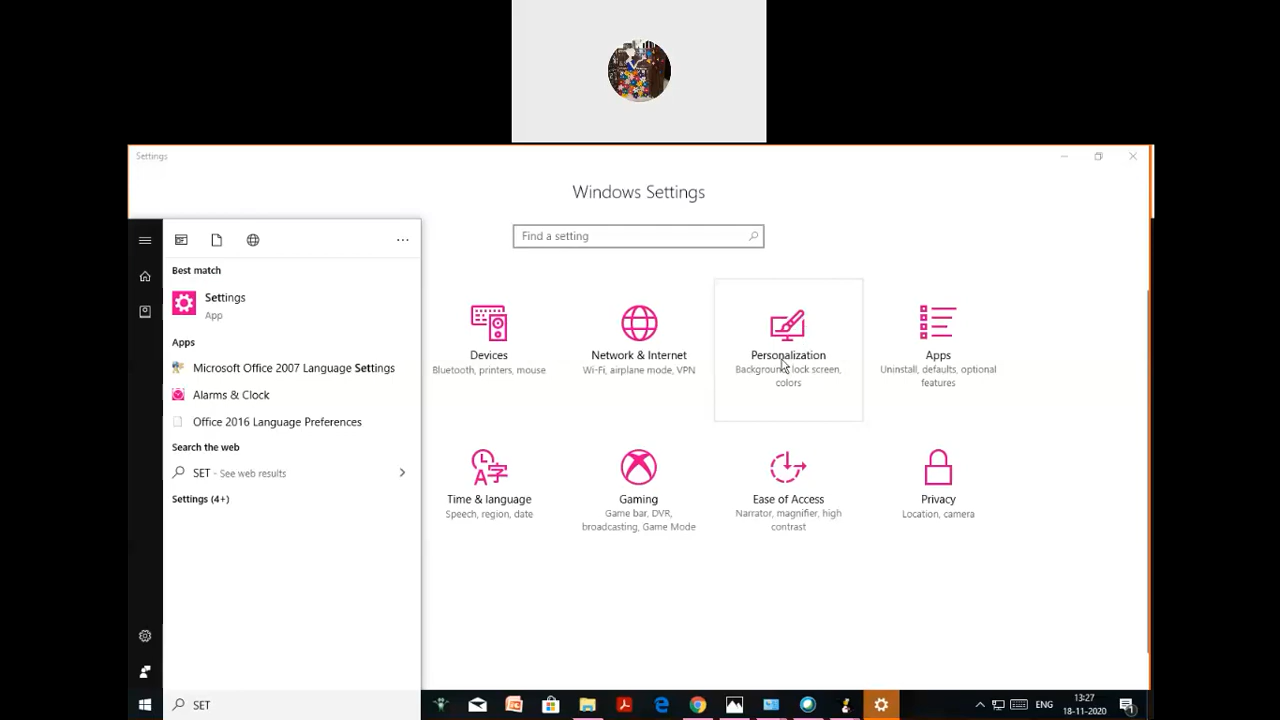 Settings
Windows Settings
Find a setting
Best match
Settings
App
Apps
Microsoft Office 2007 Language Settings
Alarms & Clock
Office 2016 Language Preferences
Search the web
SET - See web results
Settings (4+)
Devices
Bluetooth, printers, mouse
Network & Internet
Wi-Fi, airplane mode, VPN
Personalization
Background, lock screen,
colors
Apps
Uninstall, defaults, optional
features
Time & language
Speech, region, date
Gaming
Game bar, DVR,
broadcasting, Game Mode
Ease of Access
Narrator, magnifier, high
contrast
Privacy
Location, camera
SET
ENG
13:27
18-11-2020